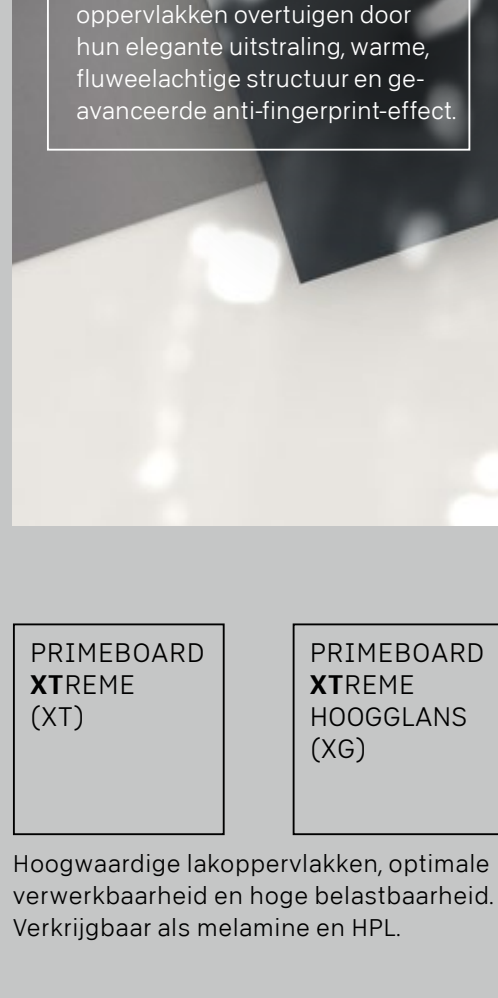 oppervlakken overtuigen door
hun elegante uitstraling, warme,
fluweelachtige structuur en ge-
avanceerde anti-fingerprint-effect.
PRIMEBOARD
XTREME
(XT)
PRIMEBOARD
XTREME
HOOGGLANS
(XG)
Hoogwaardige lakoppervlakken, optimale
verwerkbaarheid en hoge belastbaarheid.
Verkrijgbaar als melamine en HPL.